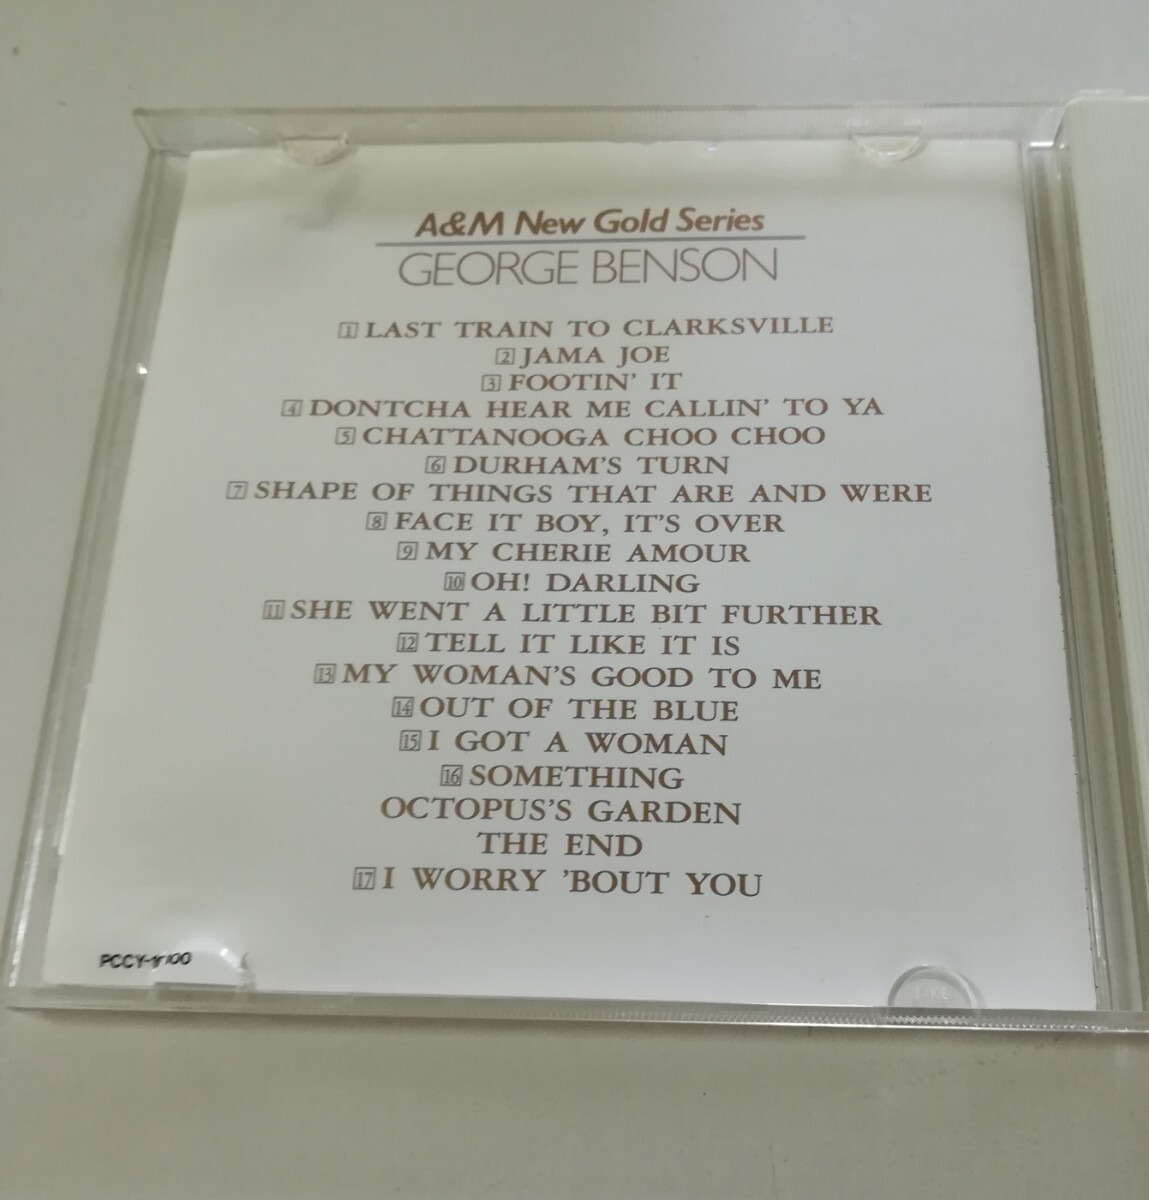 A&M New Gold Series
GEORGE BENSON
1 LAST TRAIN TO CLARKSVILLE
2 JAMA JOE
3 FOOTIN' IT
4 DONTCHA HEAR ME CALLIN' TO YA
5 CHATTANOOGA CHOO CHOO
6 DURHAM'S TURN
7 SHAPE OF THINGS THAT ARE AND WERE
8 FACE IT BOY, IT'S OVER
9 MY CHERIE AMOUR
10 OH! DARLING
11 SHE WENT A LITTLE BIT FURTHER
12 TELL IT LIKE IT IS
13 MY WOMAN'S GOOD TO ME
14 OUT OF THE BLUE
15 I GOT A WOMAN
16 SOMETHING
OCTOPUS'S GARDEN
THE END
17 I WORRY 'BOUT YOU